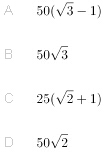 A 50(√3 − 1)
B 50√3
C 25(√2 + 1)
D 50√2